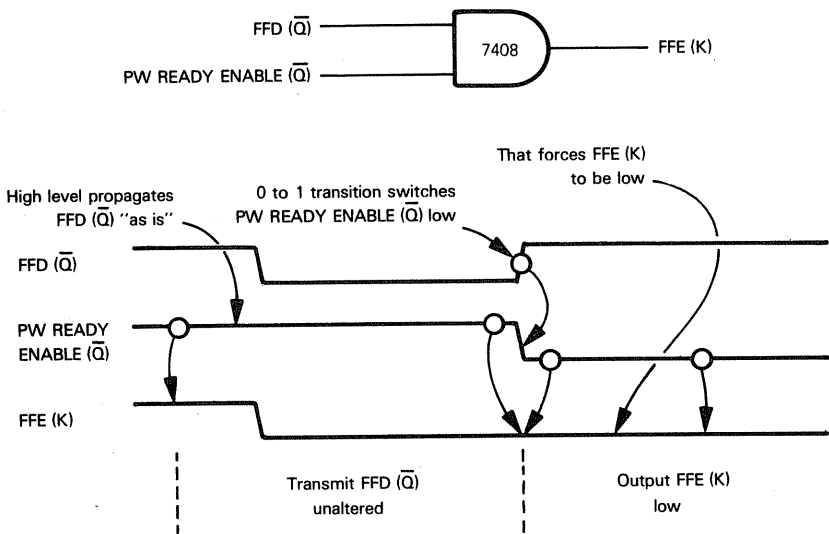 FFD (Q̅)
7408
FFE (K)
PW READY ENABLE (Q̅)
That forces FFE (K)
to be low
High level propagates
FFD (Q̅) "as is"
0 to 1 transition switches
PW READY ENABLE (Q̅) low
FFD (Q̅)
PW READY
ENABLE (Q̅)
FFE (K)
Transmit FFD (Q̅)
unaltered
Output FFE (K)
low